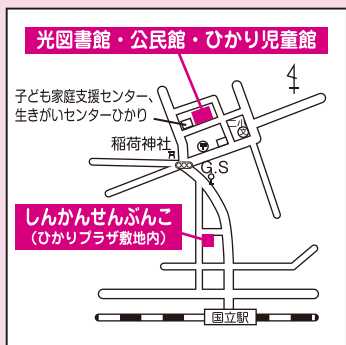 光図書館・公民館・ひかり児童館
子ども家庭支援センター、
生きがいセンターひかり
稲荷神社
G.S
しんかんせんぶんこ
(ひかりプラザ敷地内)
国立駅